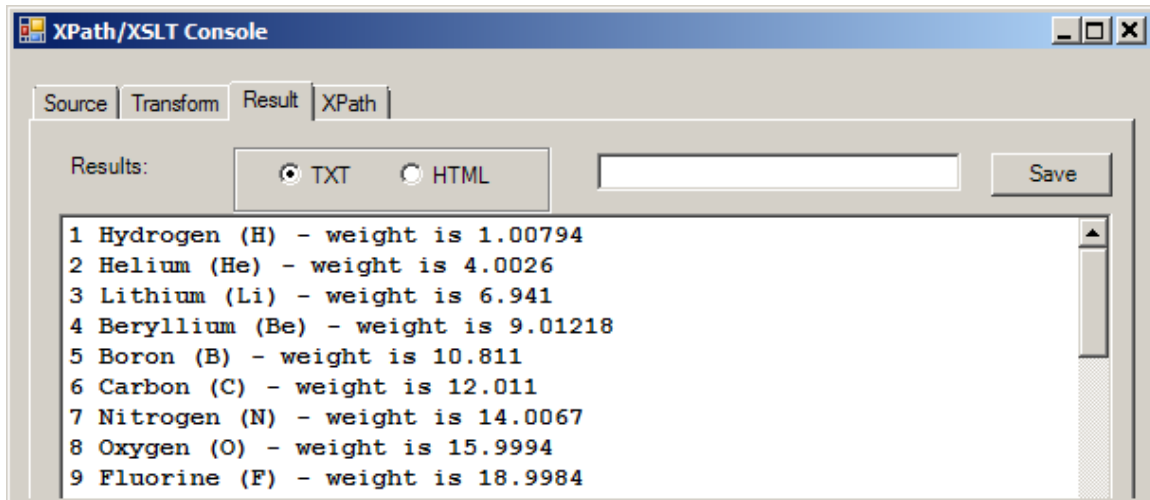 XPath/XSLT Console
Source Transform Result XPath
Results: TXT HTML Save
1 Hydrogen (H) - weight is 1.00794
2 Helium (He) - weight is 4.0026
3 Lithium (Li) - weight is 6.941
4 Beryllium (Be) - weight is 9.01218
5 Boron (B) - weight is 10.811
6 Carbon (C) - weight is 12.011
7 Nitrogen (N) - weight is 14.0067
8 Oxygen (O) - weight is 15.9994
9 Fluorine (F) - weight is 18.9984